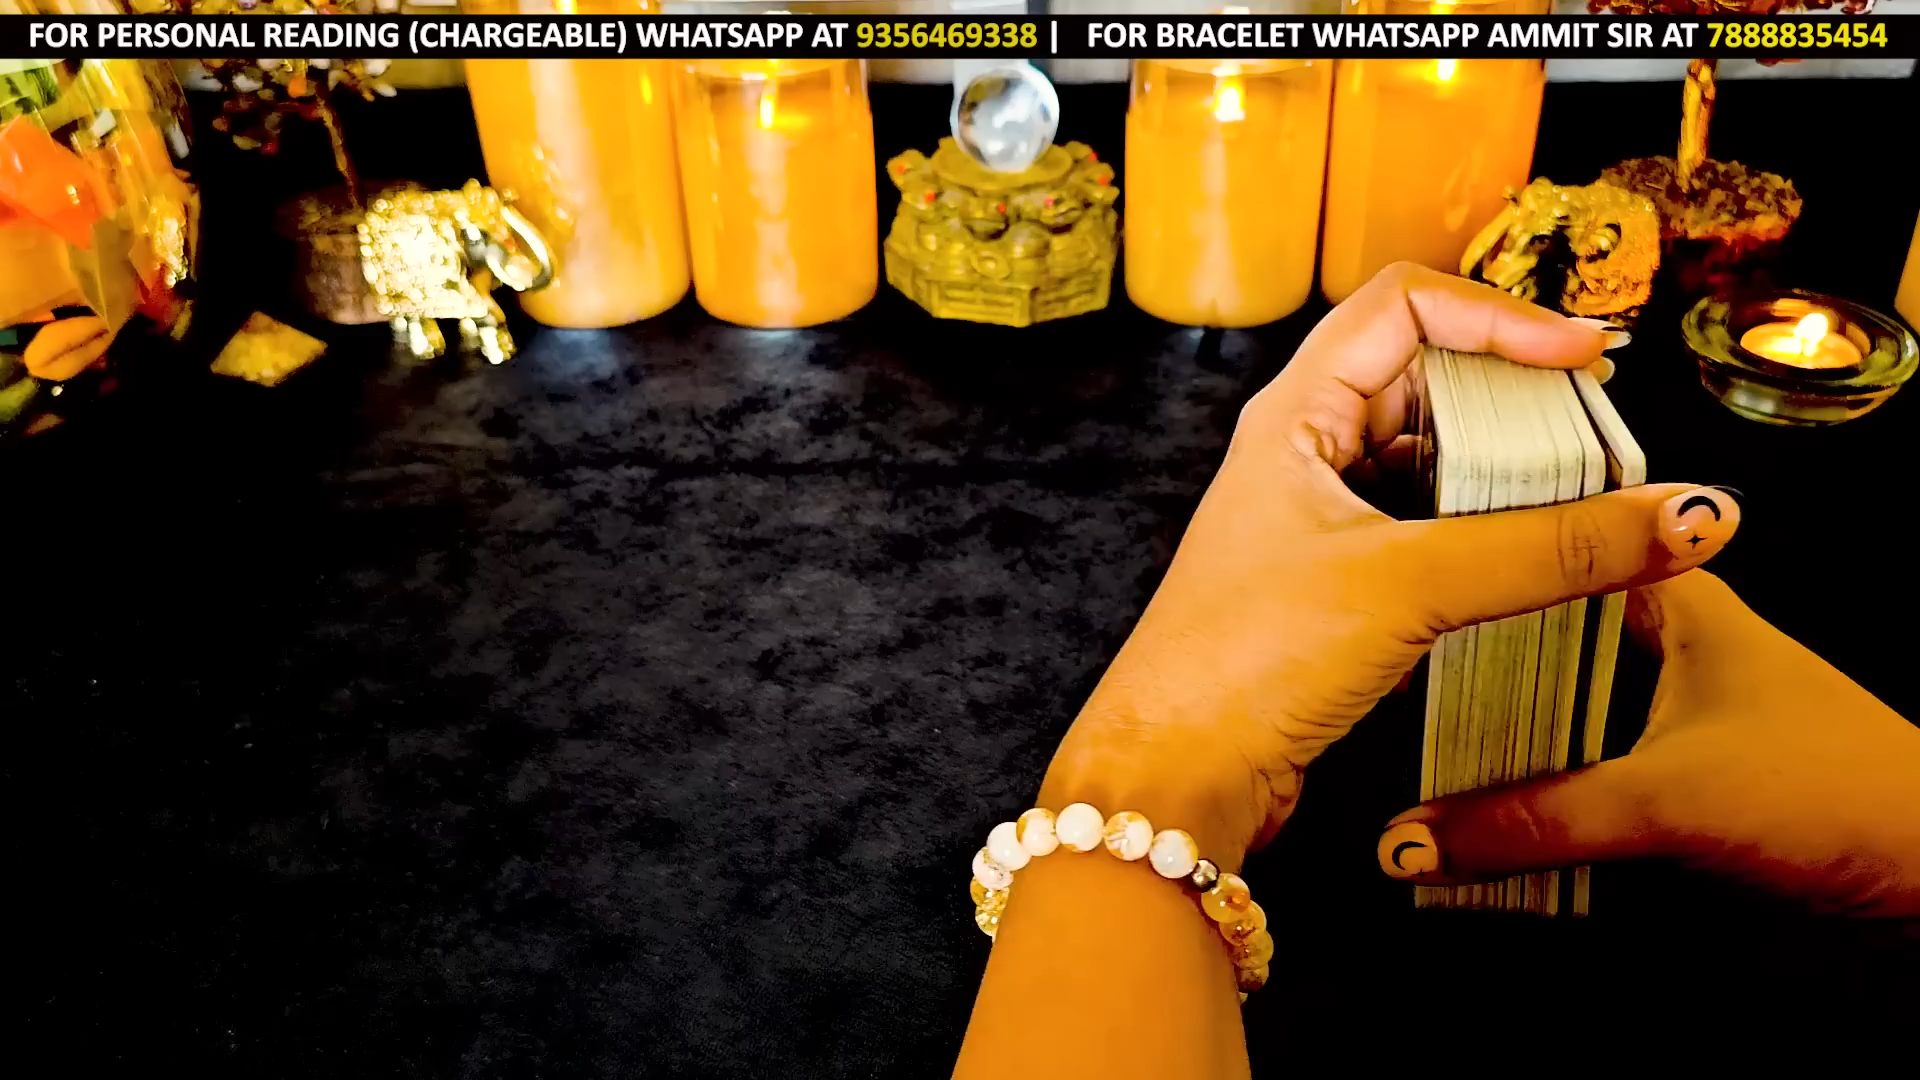 FOR PERSONAL READING (CHARGEABLE) WHATSAPP AT 9356469338 | FOR BRACELET WHATSAPP AMMIT SIR AT 7888835454